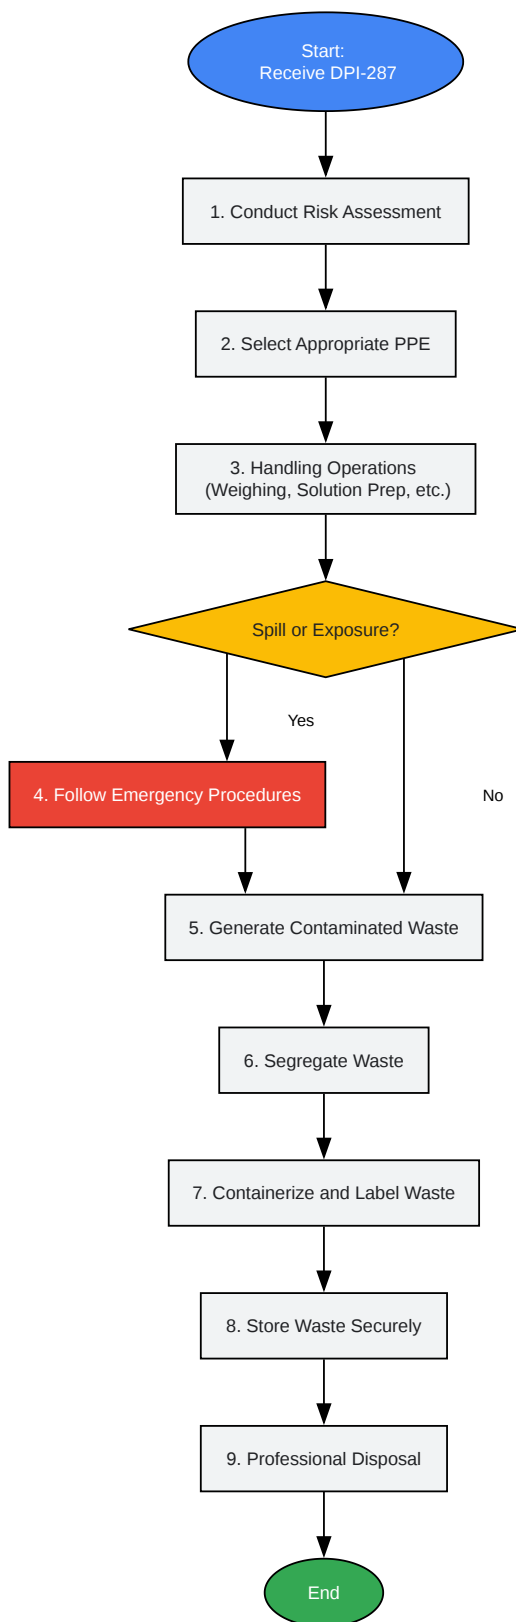 Start:
Receive DPI-287
1. Conduct Risk Assessment
2. Select Appropriate PPE
3. Handling Operations
(Weighing, Solution Prep, etc.)
Spill or Exposure?
Yes
4. Follow Emergency Procedures
No
5. Generate Contaminated Waste
6. Segregate Waste
7. Containerize and Label Waste
8. Store Waste Securely
9. Professional Disposal
End